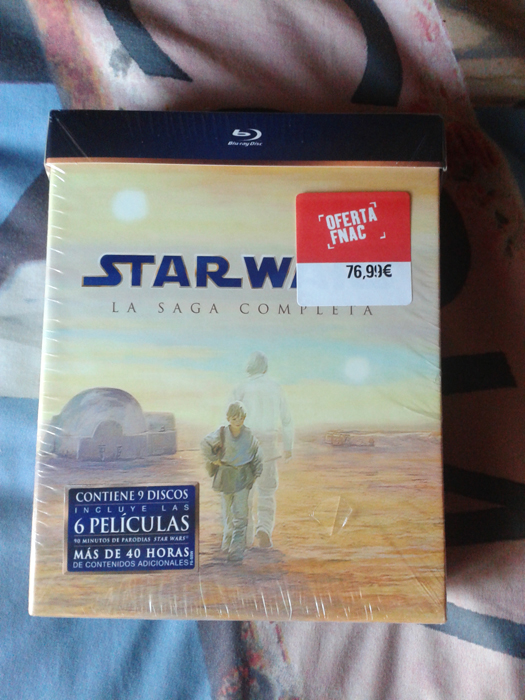 Blu-ray Disc
OFERTA
FNAC
76,99€
STAR WA
LA SAGA COMPLETA
CONTIENE 9 DISCOS
INCLUYE LAS
6 PELÍCULAS
90 MINUTOS DE PARODIAS STAR WARS
MÁS DE 40 HORAS
DE CONTENIDOS ADICIONALES